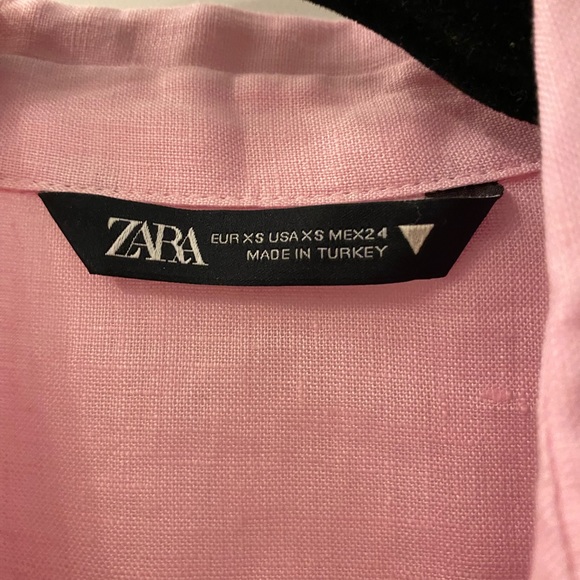 ZARA
EUR XS USA XS MEX 24
MADE IN TURKEY